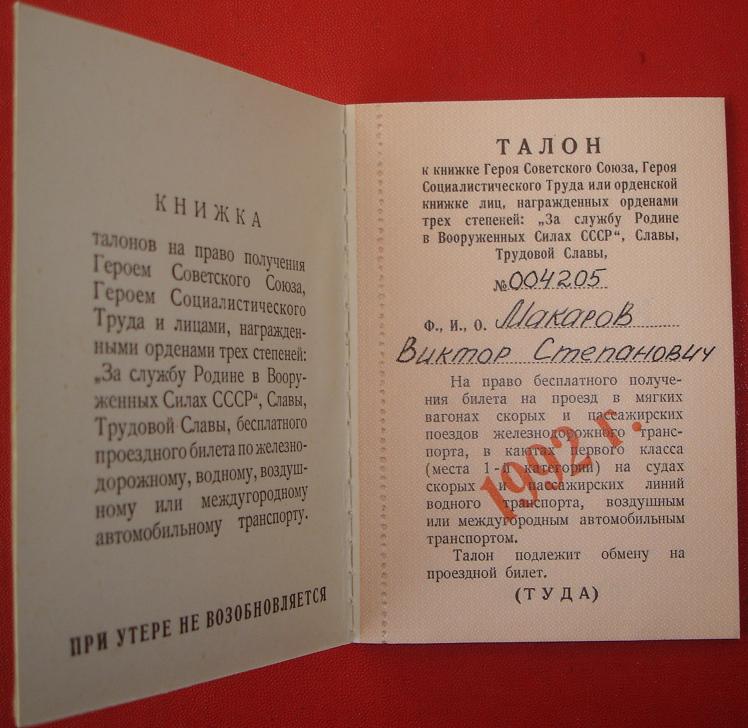 КНИЖКА
талонов на право получения
Героем Советского Союза,
Героем Социалистического
Труда и лицами, награжден-
ными орденами трех степеней:
„За службу Родине в Воору-
женных Силах СССР“, Славы,
Трудовой Славы, бесплатного
проездного билета по железно-
дорожному, водному, воздуш-
ному или междугородному
автомобильному транспорту.
ПРИ УТЕРЕ НЕ ВОЗОБНОВЛЯЕТСЯ
ТАЛОН
к книжке Героя Советского Союза, Героя
Социалистического Труда или орденской
книжке лиц, награжденных орденами
трех степеней: „За службу Родине
в Вооруженных Силах СССР“, Славы,
Трудовой Славы,
№ 004205
Ф., И., О. Макаров
Виктор Степанович
На право бесплатного получе-
ния билета на проезд в мягких
вагонах скорых и пассажирских
поездов железнодорожного транс-
порта, в каютах первого класса
(места 1-й категории) на судах
скорых и пассажирских линий
водного транспорта, воздушным
или междугородным автомобильным
транспортом.
Талон подлежит обмену на
проездной билет.
(ТУДА)
1992 г.